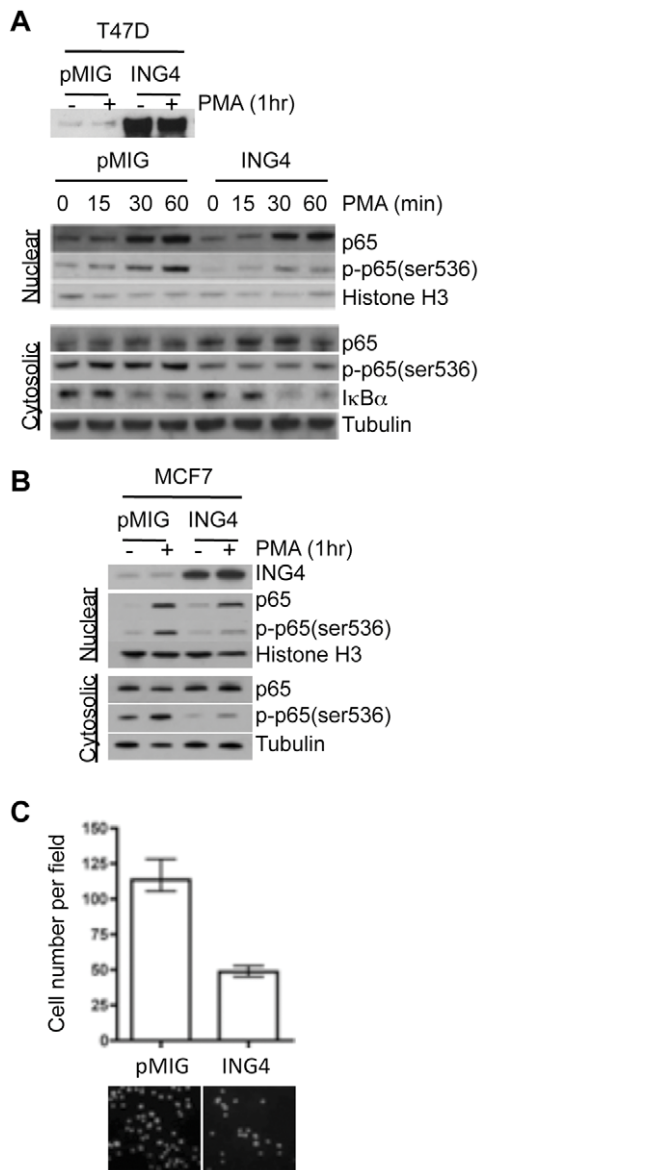 A
T47D
pMIG ING4
- + - + PMA (1hr)
pMIG ING4
0 15 30 60 0 15 30 60 PMA (min)
Nuclear
p65
p-p65(ser536)
Histone H3
Cytosolic
p65
p-p65(ser536)
IκBα
Tubulin
B
MCF7
pMIG ING4
- + - + PMA (1hr)
ING4
Nuclear
p65
p-p65(ser536)
Histone H3
Cytosolic
p65
p-p65(ser536)
Tubulin
C
Cell number per field
150
125
100
75
50
25
0
pMIG ING4